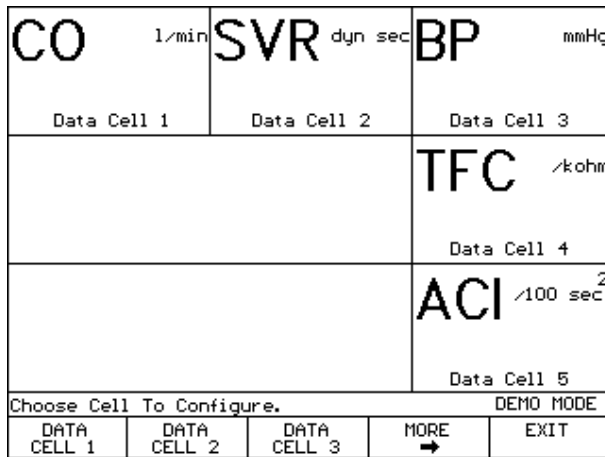 CO l/min SVR dyn sec BP mmHg
Data Cell 1 Data Cell 2 Data Cell 3
TFC /kohm
Data Cell 4
ACI /100 sec2
Data Cell 5
Choose Cell To Configure. DEMO MODE
DATA CELL 1
DATA CELL 2
DATA CELL 3
MORE →
EXIT